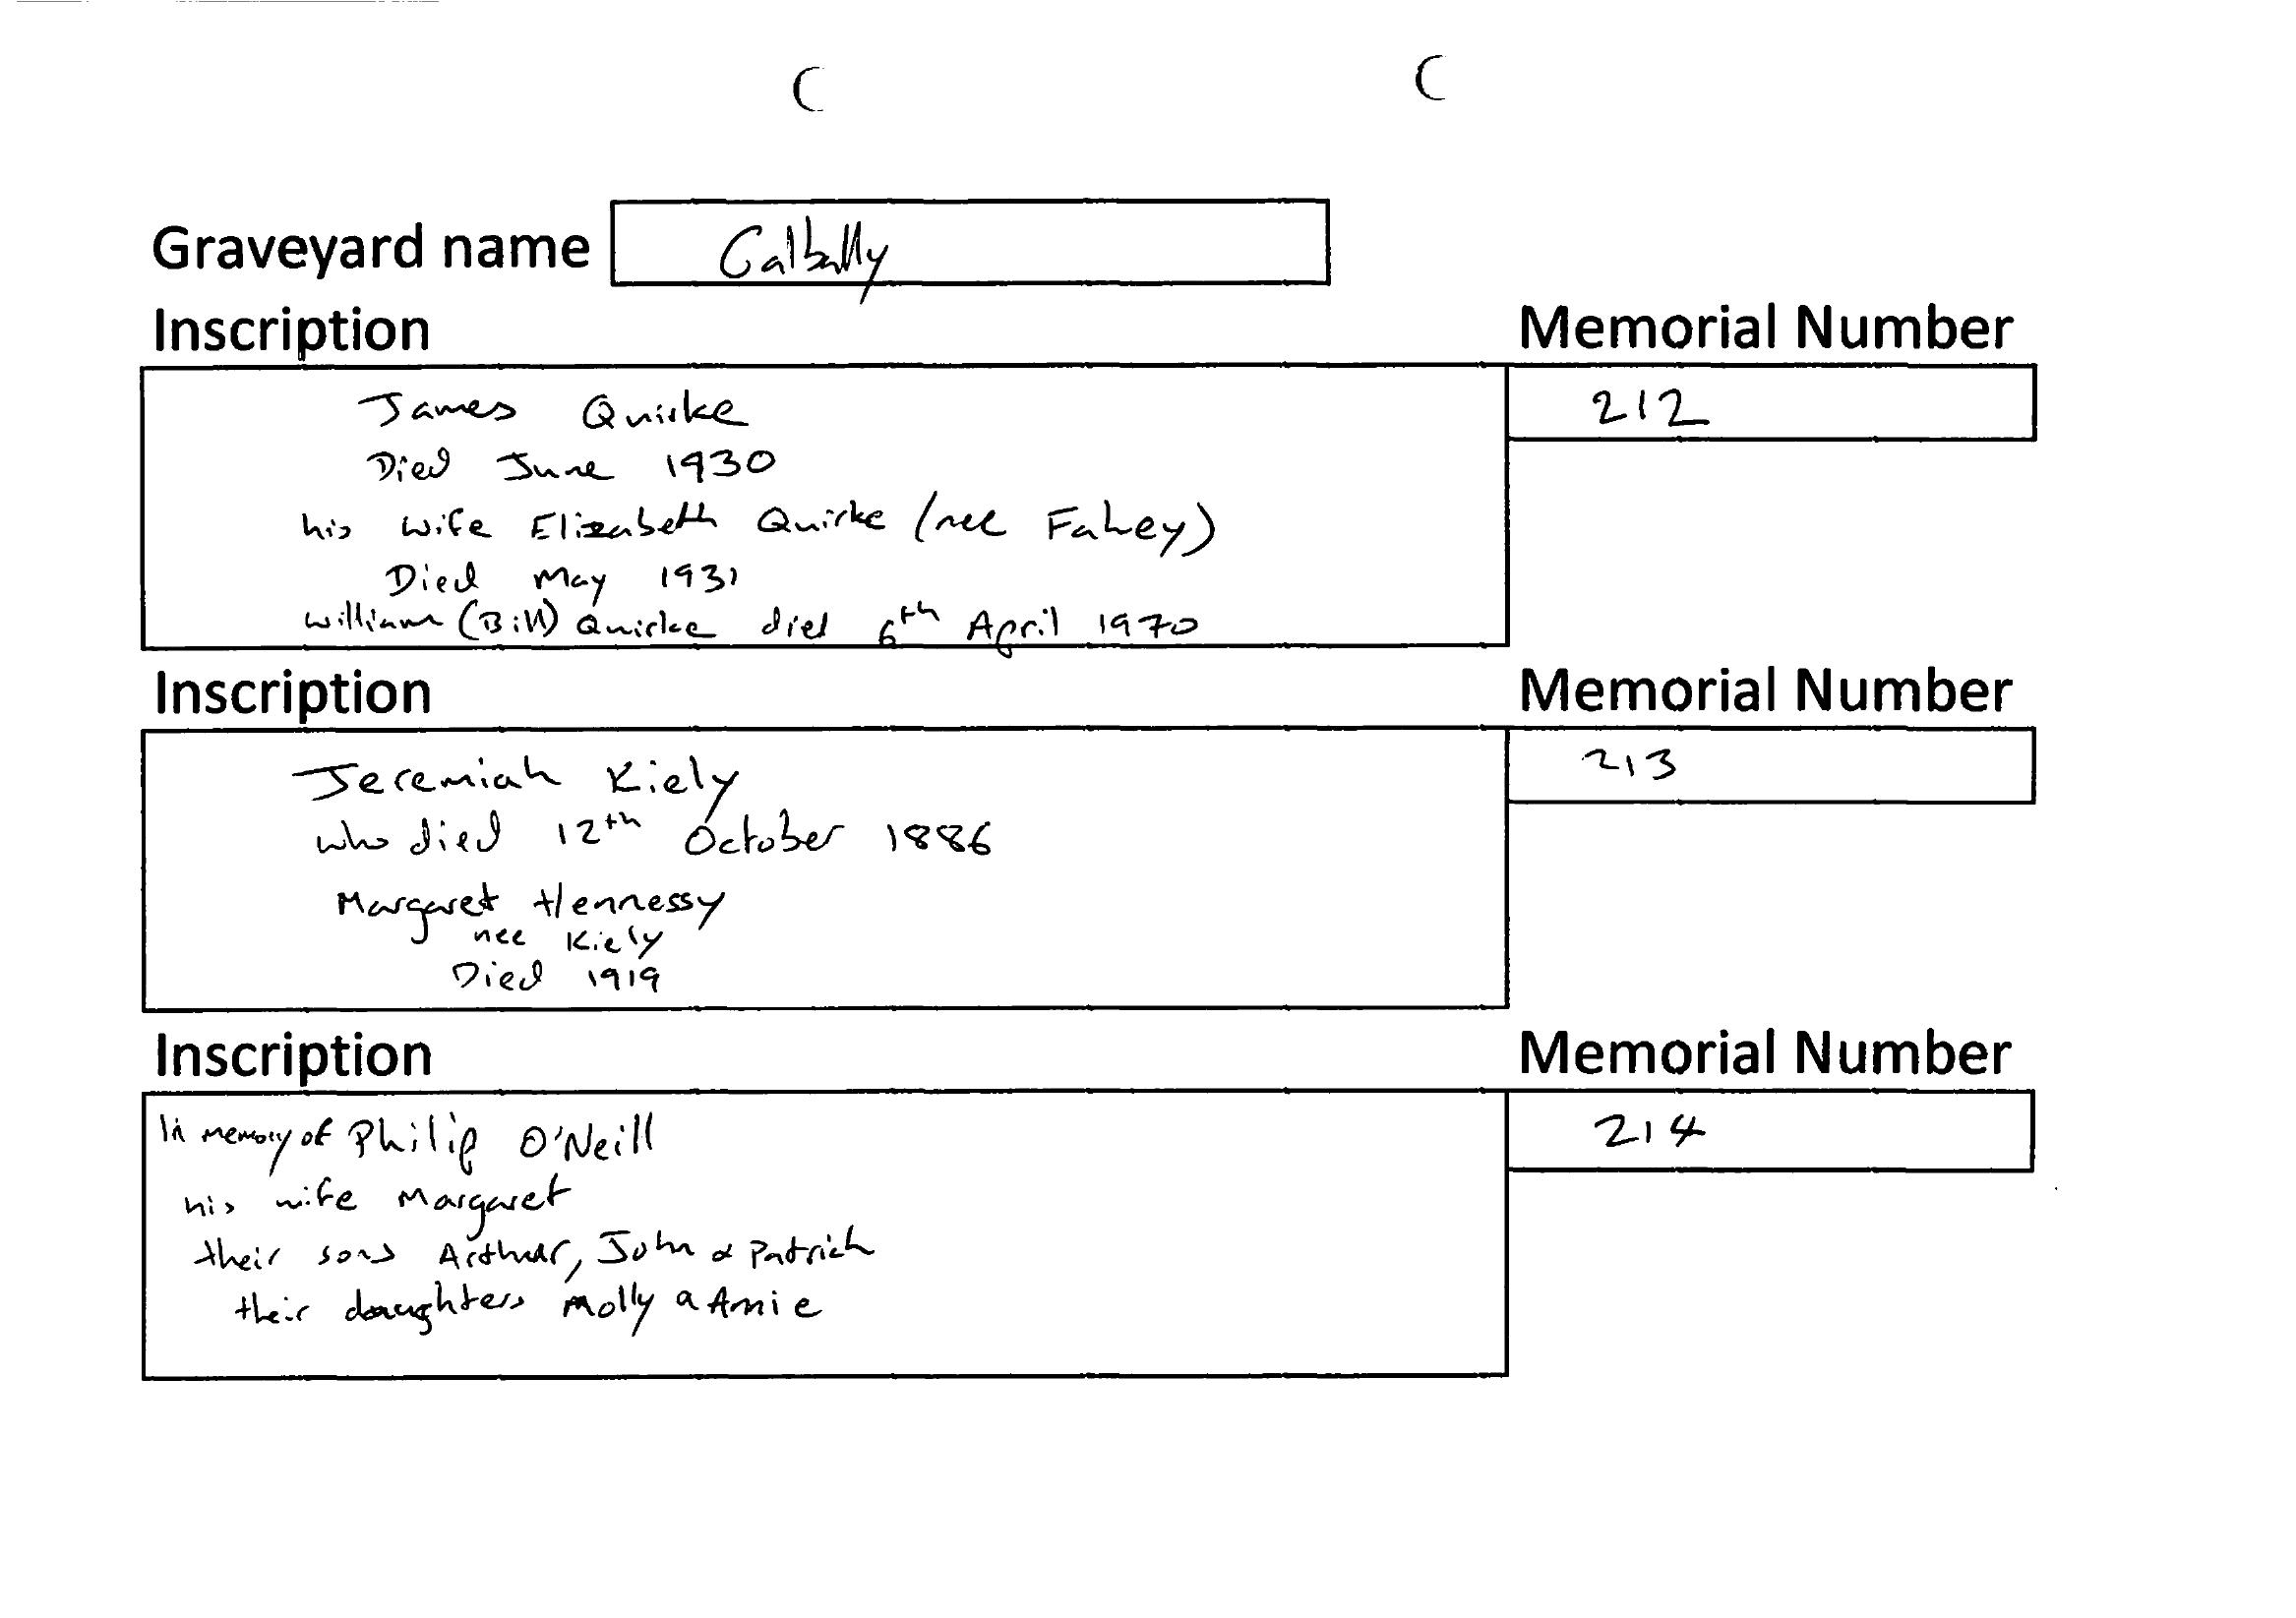 Graveyard name Galbally
Inscription Memorial Number
James Quirke 212
Died June 1930
his wife Elizabeth Quirke (nee Fahey)
Died May 1931
William (Bill) Quirke died 6th April 1970
Inscription Memorial Number
Jeremiah Kiely 213
who died 12th October 1886
Margaret Hennessy
nee Kiely
Died 1919
Inscription Memorial Number
In memory of Philip O'Neill 214
his wife Margaret
their sons Arthur, John & Patrick
their daughters Molly & Amie